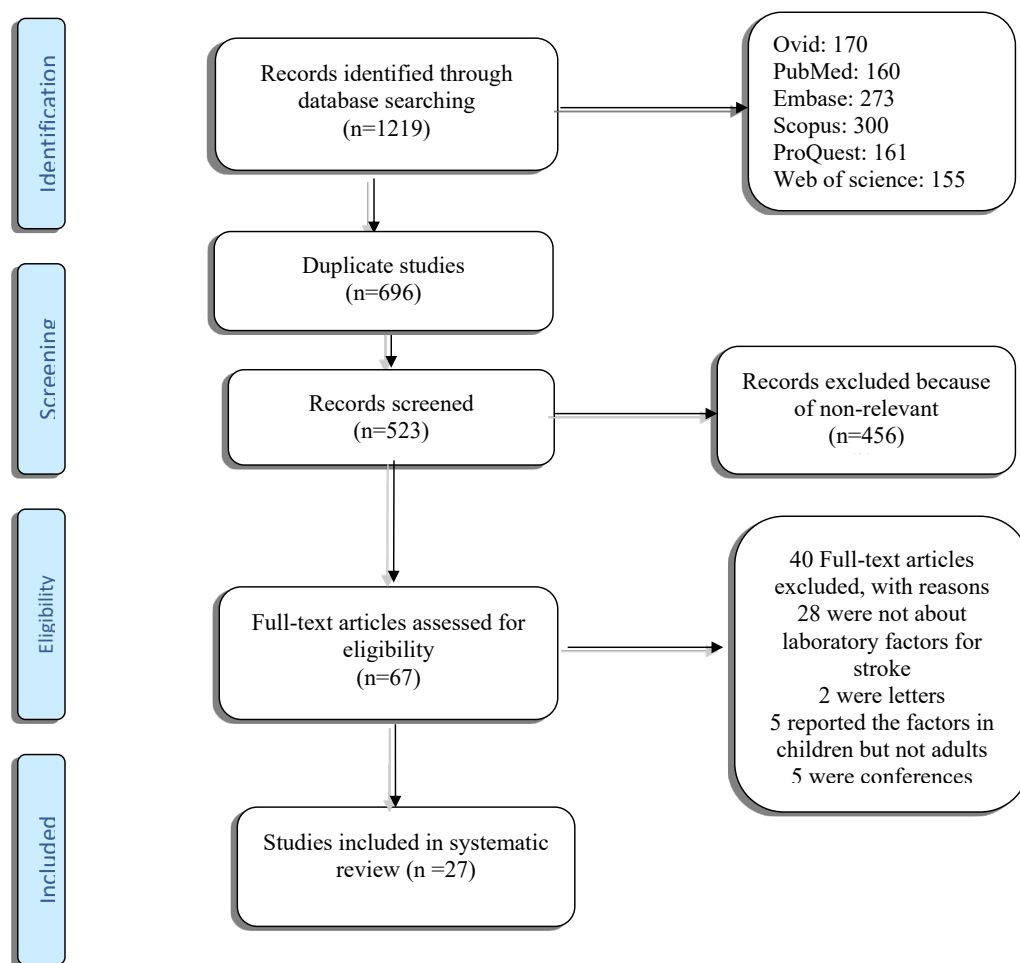 Identification
Records identified through
database searching
(n=1219)
Ovid: 170
PubMed: 160
Embase: 273
Scopus: 300
ProQuest: 161
Web of science: 155
Duplicate studies
(n=696)
Screening
Records screened
(n=523)
Records excluded because
of non-relevant
(n=456)
Eligibility
Full-text articles assessed for
eligibility
(n=67)
40 Full-text articles
excluded, with reasons
28 were not about
laboratory factors for
stroke
2 were letters
5 reported the factors in
children but not adults
5 were conferences
Included
Studies included in systematic
review (n =27)